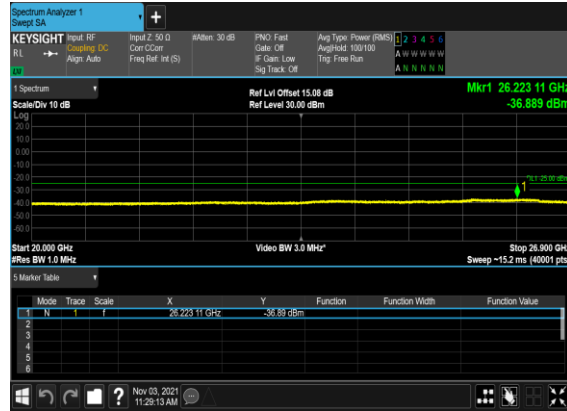 Spectrum Analyzer 1
Swept SA
+
KEYSIGHT Input: RF Input Z: 50 Ω #Atten: 30 dB PNO: Fast Avg Type: Power (RMS) 1 2 3 4 5 6
RL Coupling: DC Corr CCorr Gate: Off Avg|Hold: 100/100 A W W W W W
Align: Auto Freq Ref: Int (S) IF Gain: Low Trig: Free Run
Sig Track: Off A N N N N N
1 Spectrum
Ref Lvl Offset 15.08 dB Mkr1 26.223 11 GHz
Scale/Div 10 dB Ref Level 30.00 dBm -36.889 dBm
Log
20.0
10.0
0.00
-10.0
-20.0
-30.0
-40.0
-50.0
-60.0
1
Start 20.000 GHz Video BW 3.0 MHz* Stop 26.900 GHz
#Res BW 1.0 MHz Sweep ~15.2 ms (40001 pts)
5 Marker Table
Mode Trace Scale X Y Function Function Width Function Value
1 N 1 f 26.223 11 GHz -36.89 dBm
2
3
4
5
6
? Nov 03, 2021
11:29:13 AM